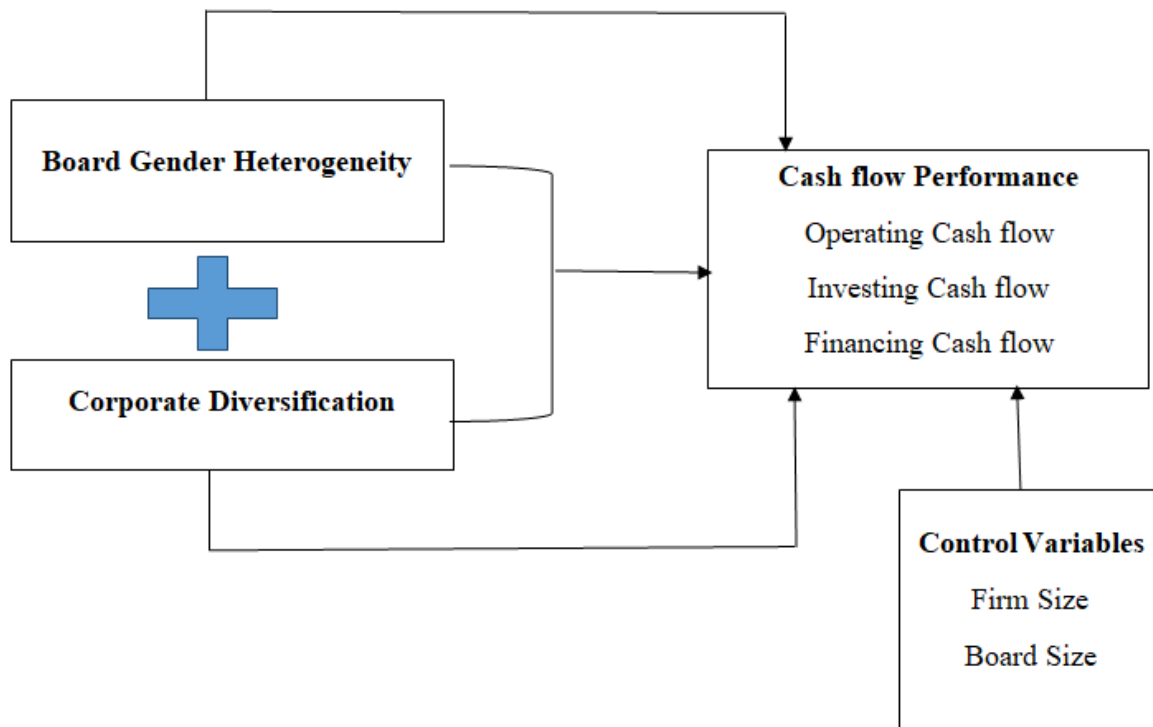 Board Gender Heterogeneity
Corporate Diversification
Cash flow Performance
Operating Cash flow
Investing Cash flow
Financing Cash flow
Control Variables
Firm Size
Board Size